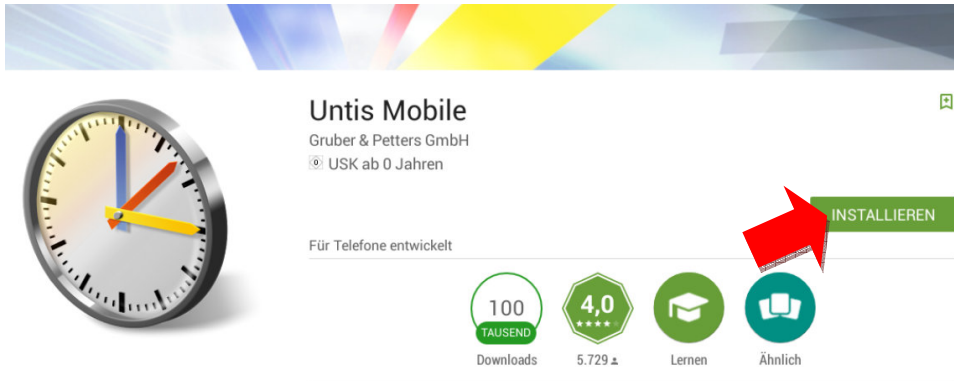 Untis Mobile
Gruber & Petters GmbH
0 USK ab 0 Jahren
INSTALLIEREN
Für Telefone entwickelt
100
TAUSEND
4,0
Downloads
5.729
Lernen
Ähnlich